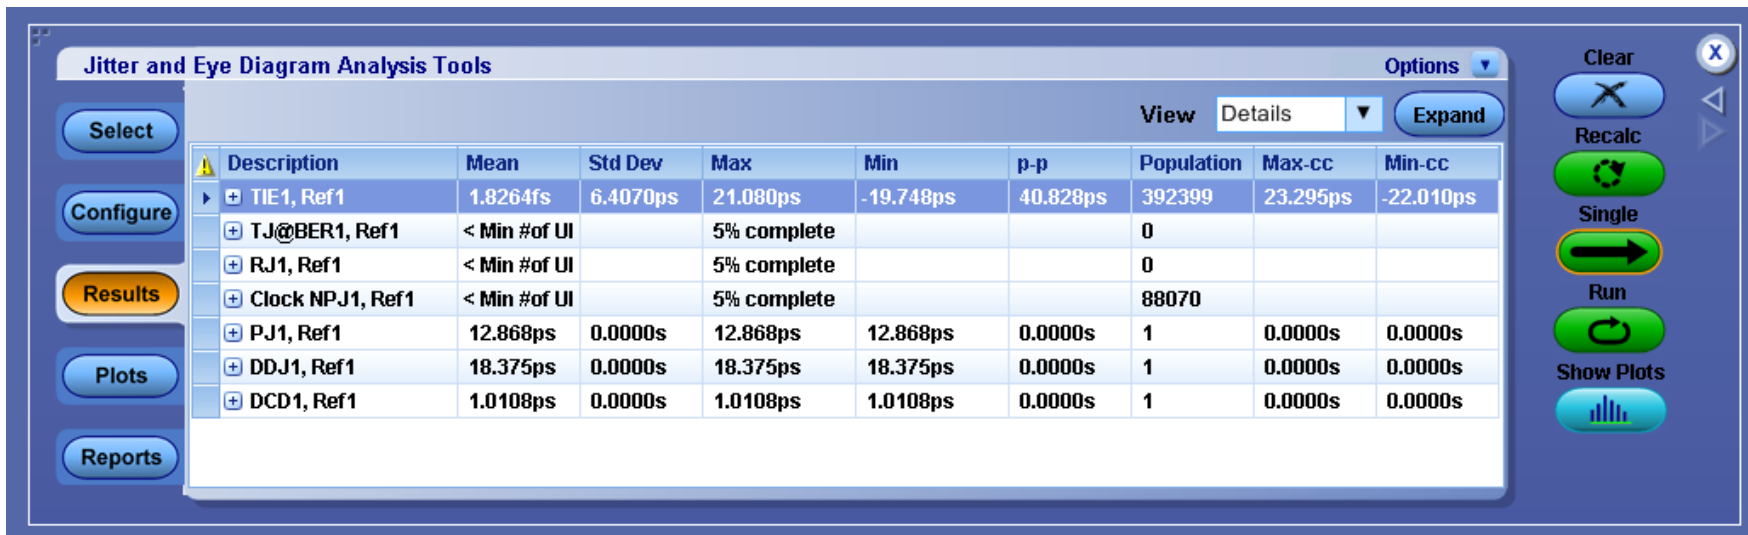 Jitter and Eye Diagram Analysis Tools Options Clear X
View Details Expand
Select Recalc
Description Mean Std Dev Max Min p-p Population Max-cc Min-cc
TIE1, Ref1 1.8264fs 6.4070ps 21.080ps -19.748ps 40.828ps 392399 23.295ps -22.010ps
Configure Single
TJ@BER1, Ref1 < Min #of UI 5% complete 0
RJ1, Ref1 < Min #of UI 5% complete 0
Results Run
Clock NPJ1, Ref1 < Min #of UI 5% complete 88070
PJ1, Ref1 12.868ps 0.0000s 12.868ps 12.868ps 0.0000s 1 0.0000s 0.0000s
Plots Show Plots
DDJ1, Ref1 18.375ps 0.0000s 18.375ps 18.375ps 0.0000s 1 0.0000s 0.0000s
DCD1, Ref1 1.0108ps 0.0000s 1.0108ps 1.0108ps 0.0000s 1 0.0000s 0.0000s
Reports